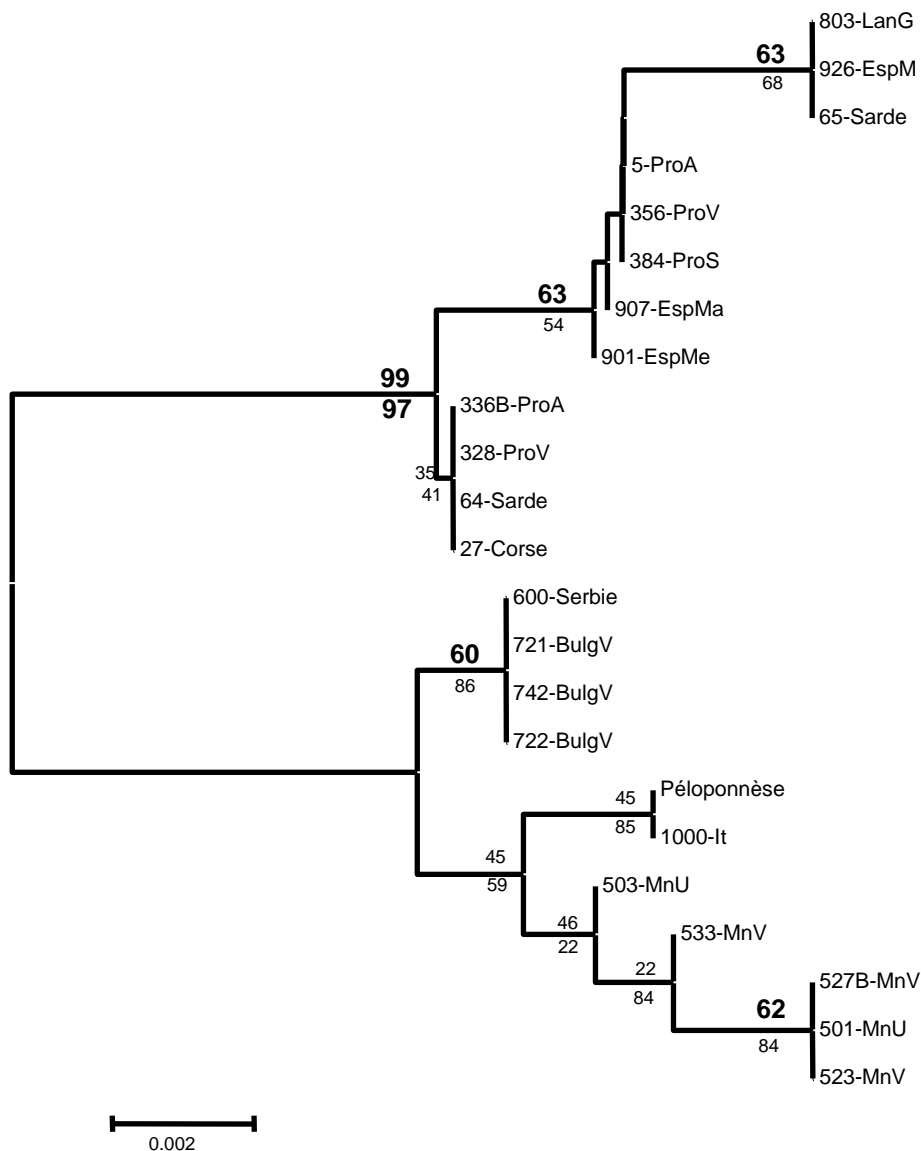 803-LanG
63
926-EspM
68
65-Sarde
5-ProA
356-ProV
384-ProS
63
907-EspMa
54
901-EspMe
99
97
336B-ProA
328-ProV
35
64-Sarde
41
27-Corse
600-Serbie
721-BulgV
60
86
742-BulgV
722-BulgV
Péloponnèse
45
85
1000-It
45
59
503-MnU
46
22
533-MnV
22
84
527B-MnV
62
501-MnU
84
523-MnV
0.002